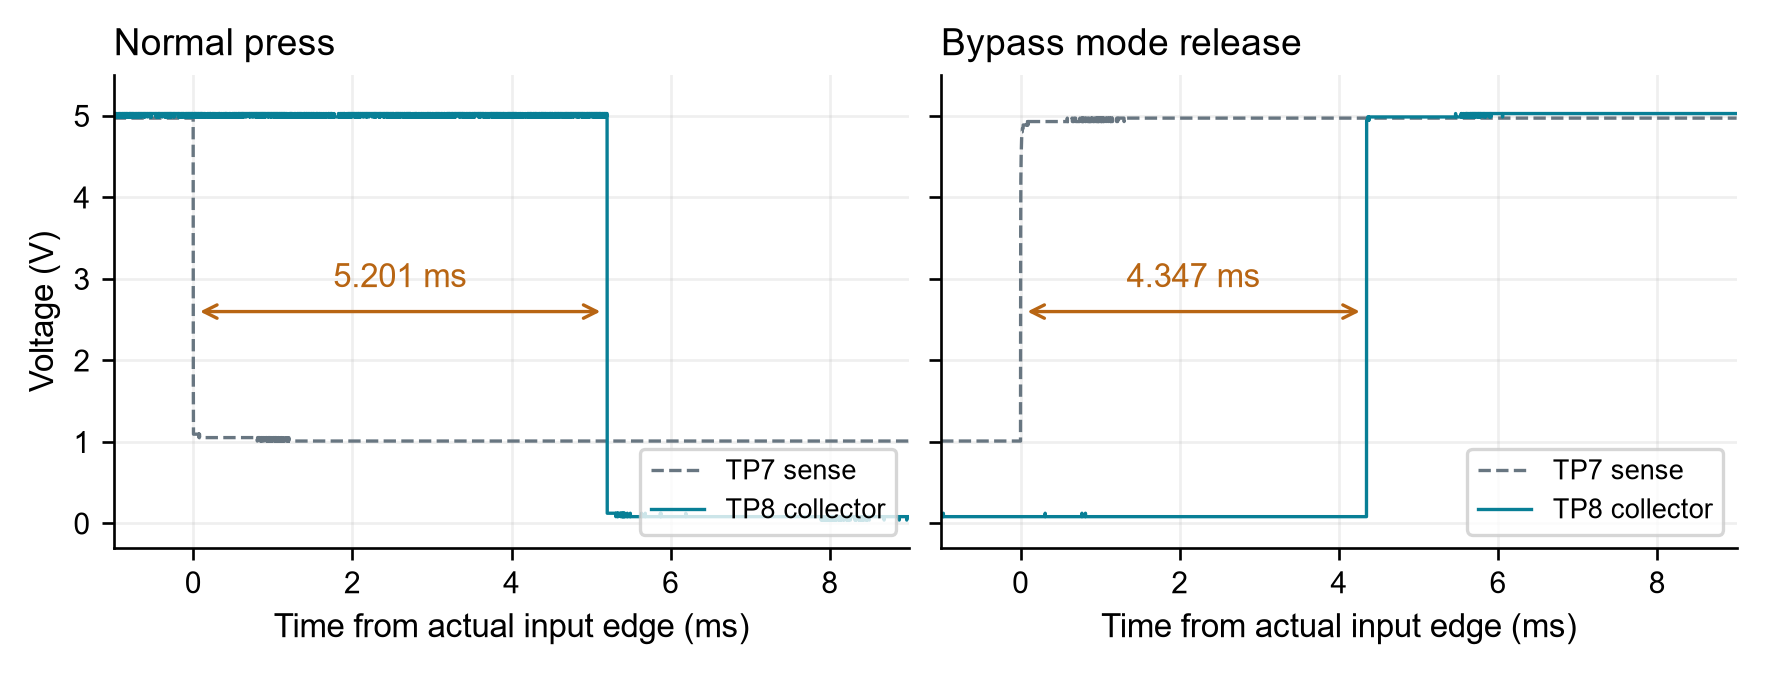 Normal press
Bypass mode release
Voltage (V)
5
4
3
2
1
0
5.201 ms
4.347 ms
TP7 sense
TP8 collector
TP7 sense
TP8 collector
0 2 4 6 8
0 2 4 6 8
Time from actual input edge (ms)
Time from actual input edge (ms)